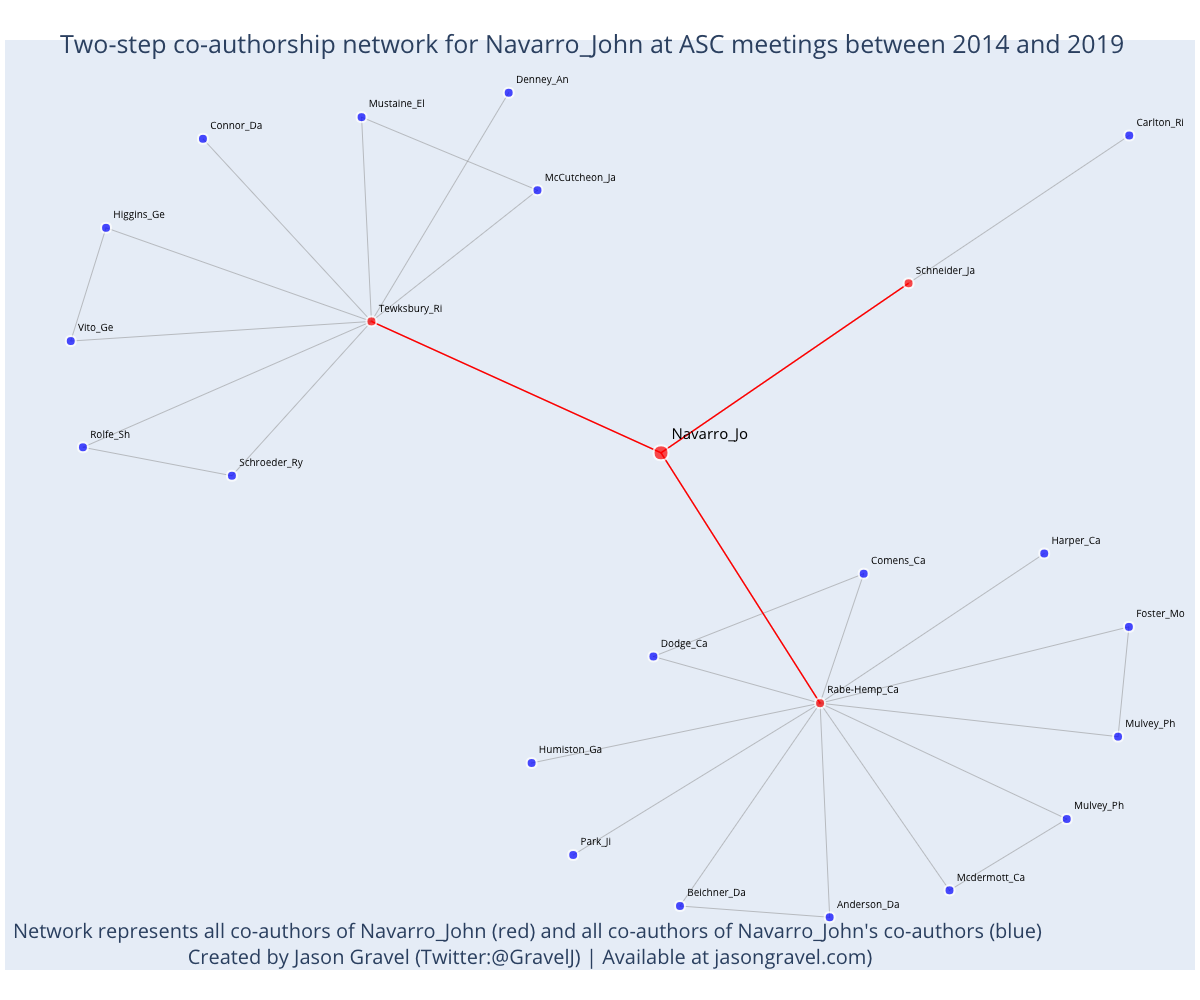 Two-step co-authorship network for Navarro_John at ASC meetings between 2014 and 2019
Denney_An
Mustaine_El
Carlton_Ri
Connor_Da
McCutcheon_Ja
Higgins_Ge
Schneider_Ja
Tewksbury_Ri
Vito_Ge
Navarro_Jo
Rolfe_Sh
Schroeder_Ry
Harper_Ca
Comens_Ca
Foster_Mo
Dodge_Ca
Rabe-Hemp_Ca
Mulvey_Ph
Humiston_Ga
Mulvey_Ph
Park_Ji
Mcdermott_Ca
Beichner_Da
Anderson_Da
Network represents all co-authors of Navarro_John (red) and all co-authors of Navarro_John's co-authors (blue)
Created by Jason Gravel (Twitter:@GravelJ) | Available at jasongravel.com)